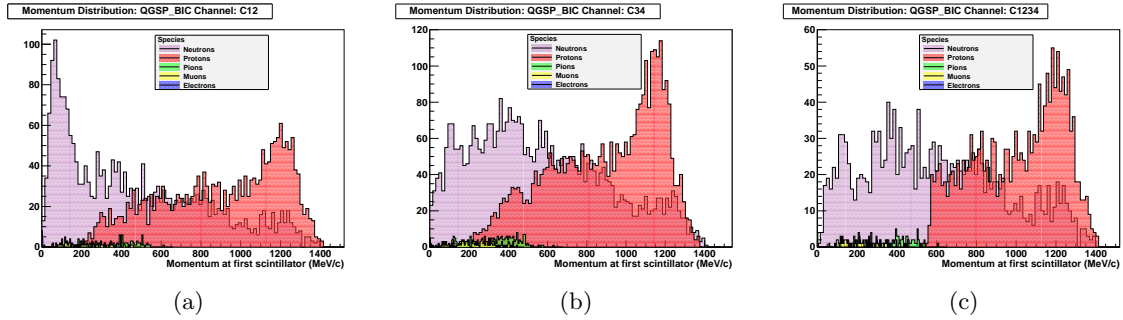 Momentum Distribution: QGSP_BIC Channel: C12
Species
Neutrons
Protons
Pions
Muons
Electrons
100
80
60
40
20
0
0 200 400 600 800 1000 1200 1400
Momentum at first scintillator (MeV/c)
(a)
Momentum Distribution: QGSP_BIC Channel: C34
Species
Neutrons
Protons
Pions
Muons
Electrons
120
100
80
60
40
20
0
0 200 400 600 800 1000 1200 1400
Momentum at first scintillator (MeV/c)
(b)
Momentum Distribution: QGSP_BIC Channel: C1234
Species
Neutrons
Protons
Pions
Muons
Electrons
60
50
40
30
20
10
0
0 200 400 600 800 1000 1200 1400
Momentum at first scintillator (MeV/c)
(c)